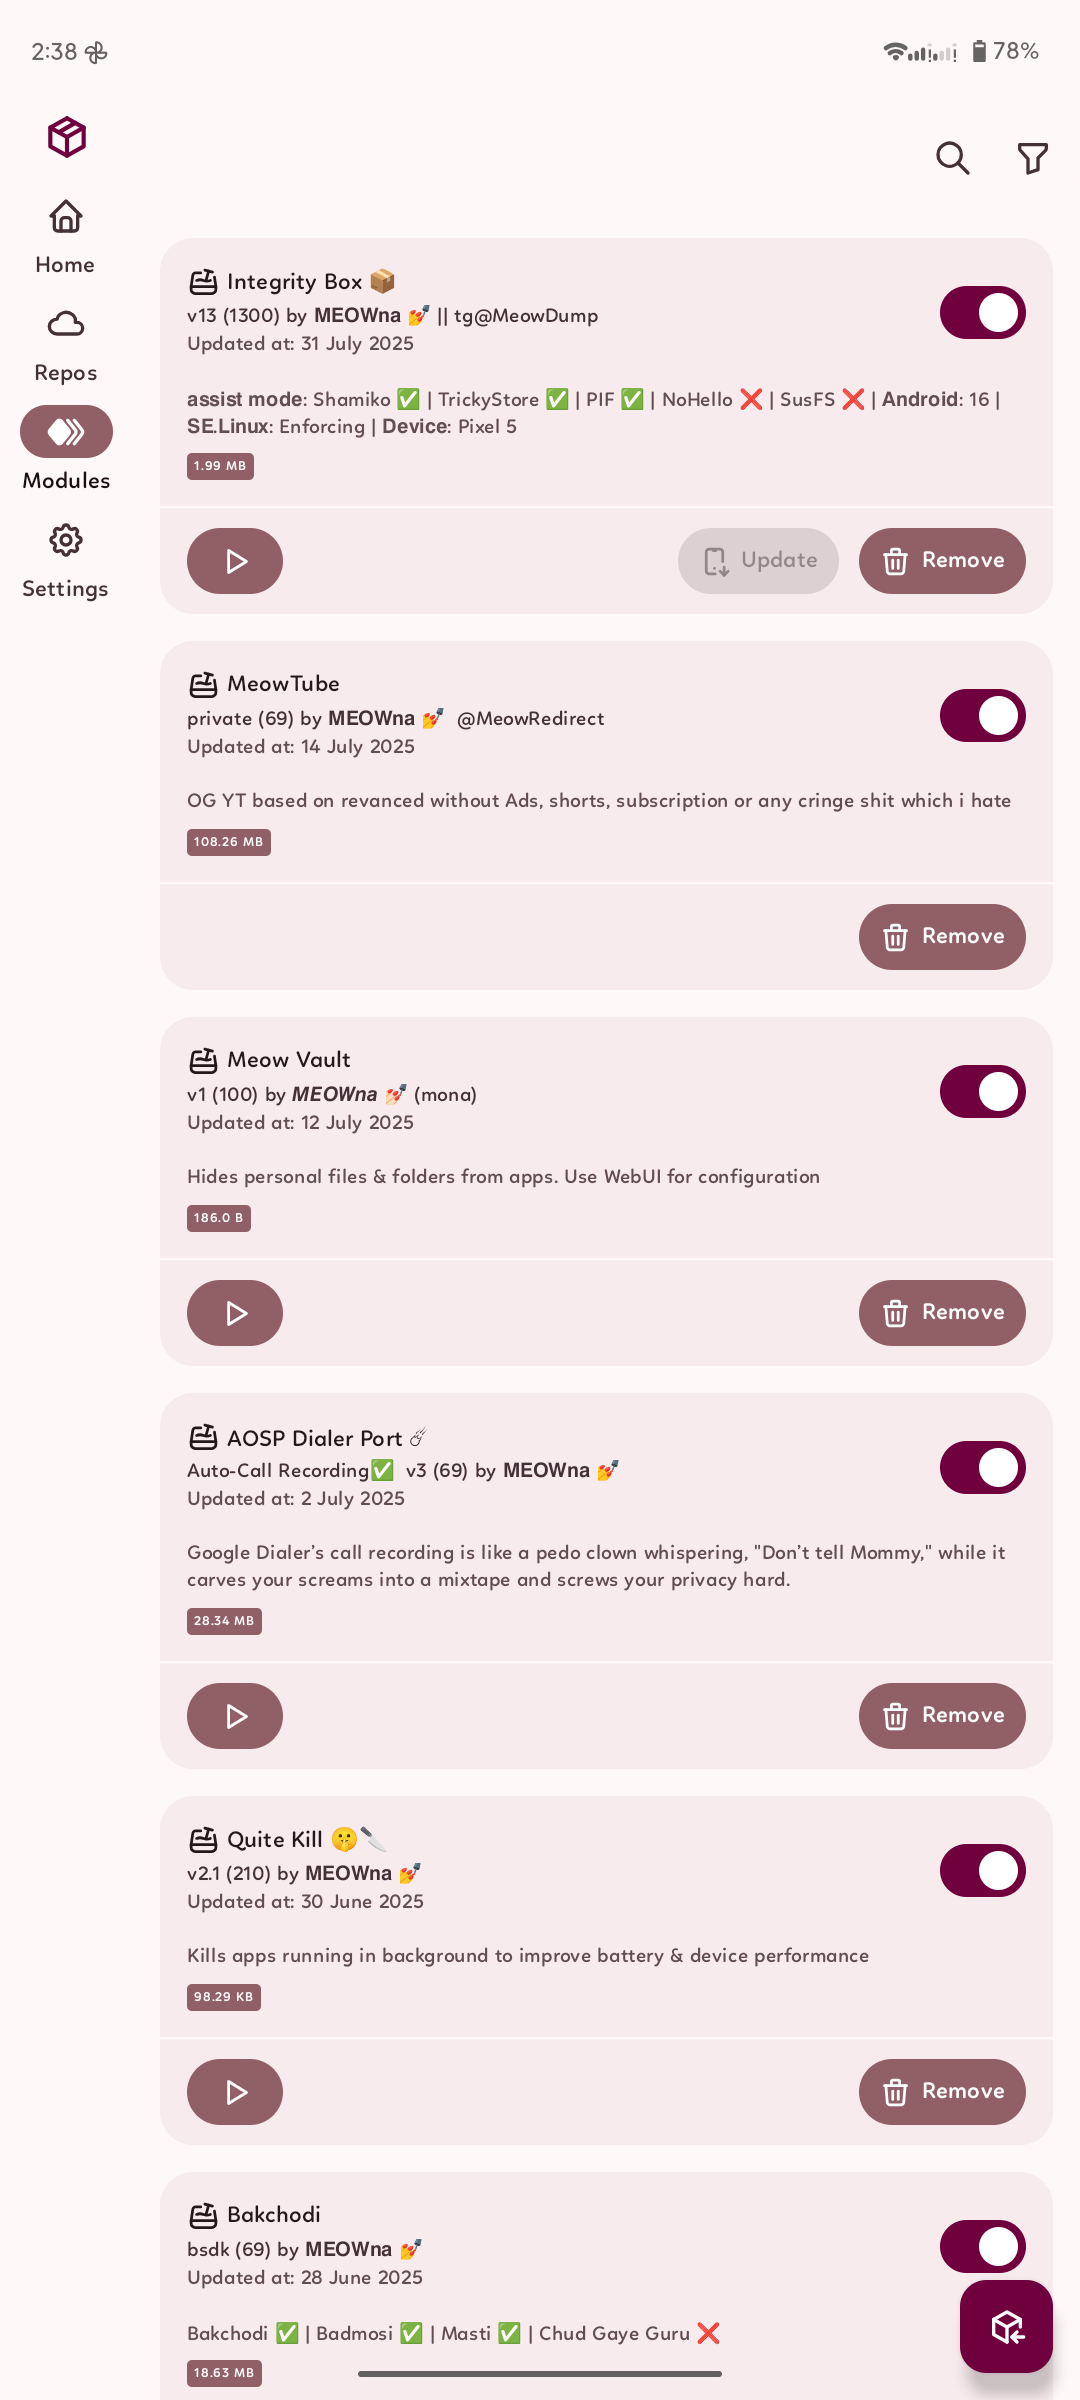 2:38
78%
Home
Repos
Modules
Settings
Integrity Box 📦
v13 (1300) by MEOWna 💅 || tg@MeowDump
Updated at: 31 July 2025
assist mode: Shamiko ✅ | TrickyStore ✅ | PIF ✅ | NoHello ❌ | SusFS ❌ | Android: 16 |
SE.Linux: Enforcing | Device: Pixel 5
1.99 MB
Update
Remove
MeowTube
private (69) by MEOWna 💅 @MeowRedirect
Updated at: 14 July 2025
OG YT based on revanced without Ads, shorts, subscription or any cringe shit which i hate
108.26 MB
Remove
Meow Vault
v1 (100) by MEOWna 💅🏻 (mona)
Updated at: 12 July 2025
Hides personal files & folders from apps. Use WebUI for configuration
186.0 B
Remove
AOSP Dialer Port ☄
Auto-Call Recording✅ v3 (69) by MEOWna 💅
Updated at: 2 July 2025
Google Dialer’s call recording is like a pedo clown whispering, "Don’t tell Mommy," while it
carves your screams into a mixtape and screws your privacy hard.
28.34 MB
Remove
Quite Kill 🤫🔪
v2.1 (210) by MEOWna 💅
Updated at: 30 June 2025
Kills apps running in background to improve battery & device performance
98.29 KB
Remove
Bakchodi
bsdk (69) by MEOWna 💅
Updated at: 28 June 2025
Bakchodi ✅ | Badmosi ✅ | Masti ✅ | Chud Gaye Guru ❌
18.63 MB